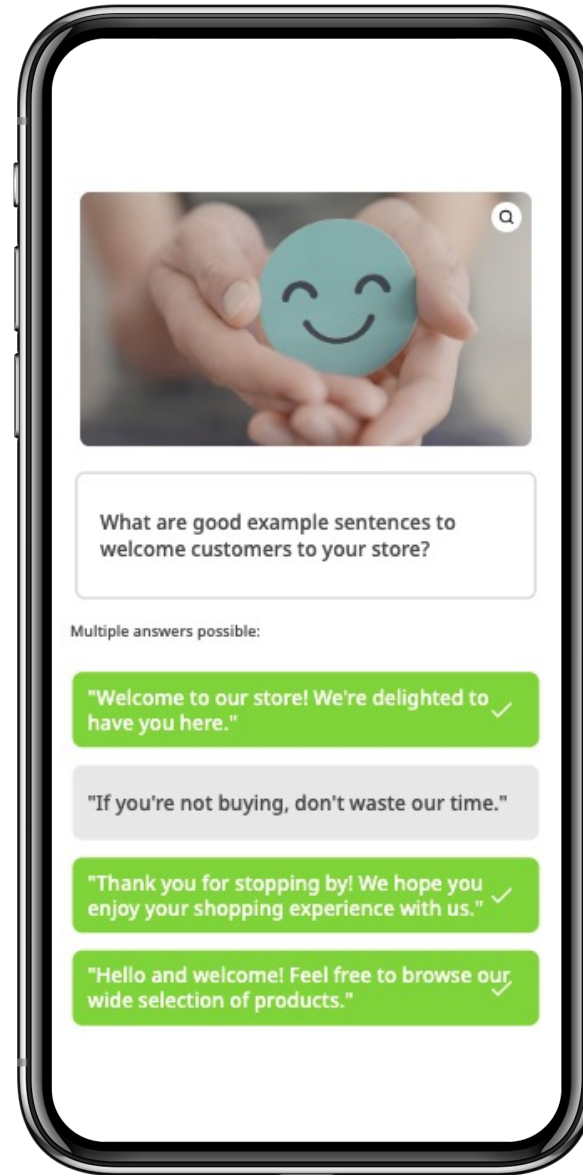 What are good example sentences to
welcome customers to your store?
Multiple answers possible:
"Welcome to our store! We're delighted to
have you here."
"If you're not buying, don't waste our time."
"Thank you for stopping by! We hope you
enjoy your shopping experience with us."
"Hello and welcome! Feel free to browse our
wide selection of products."